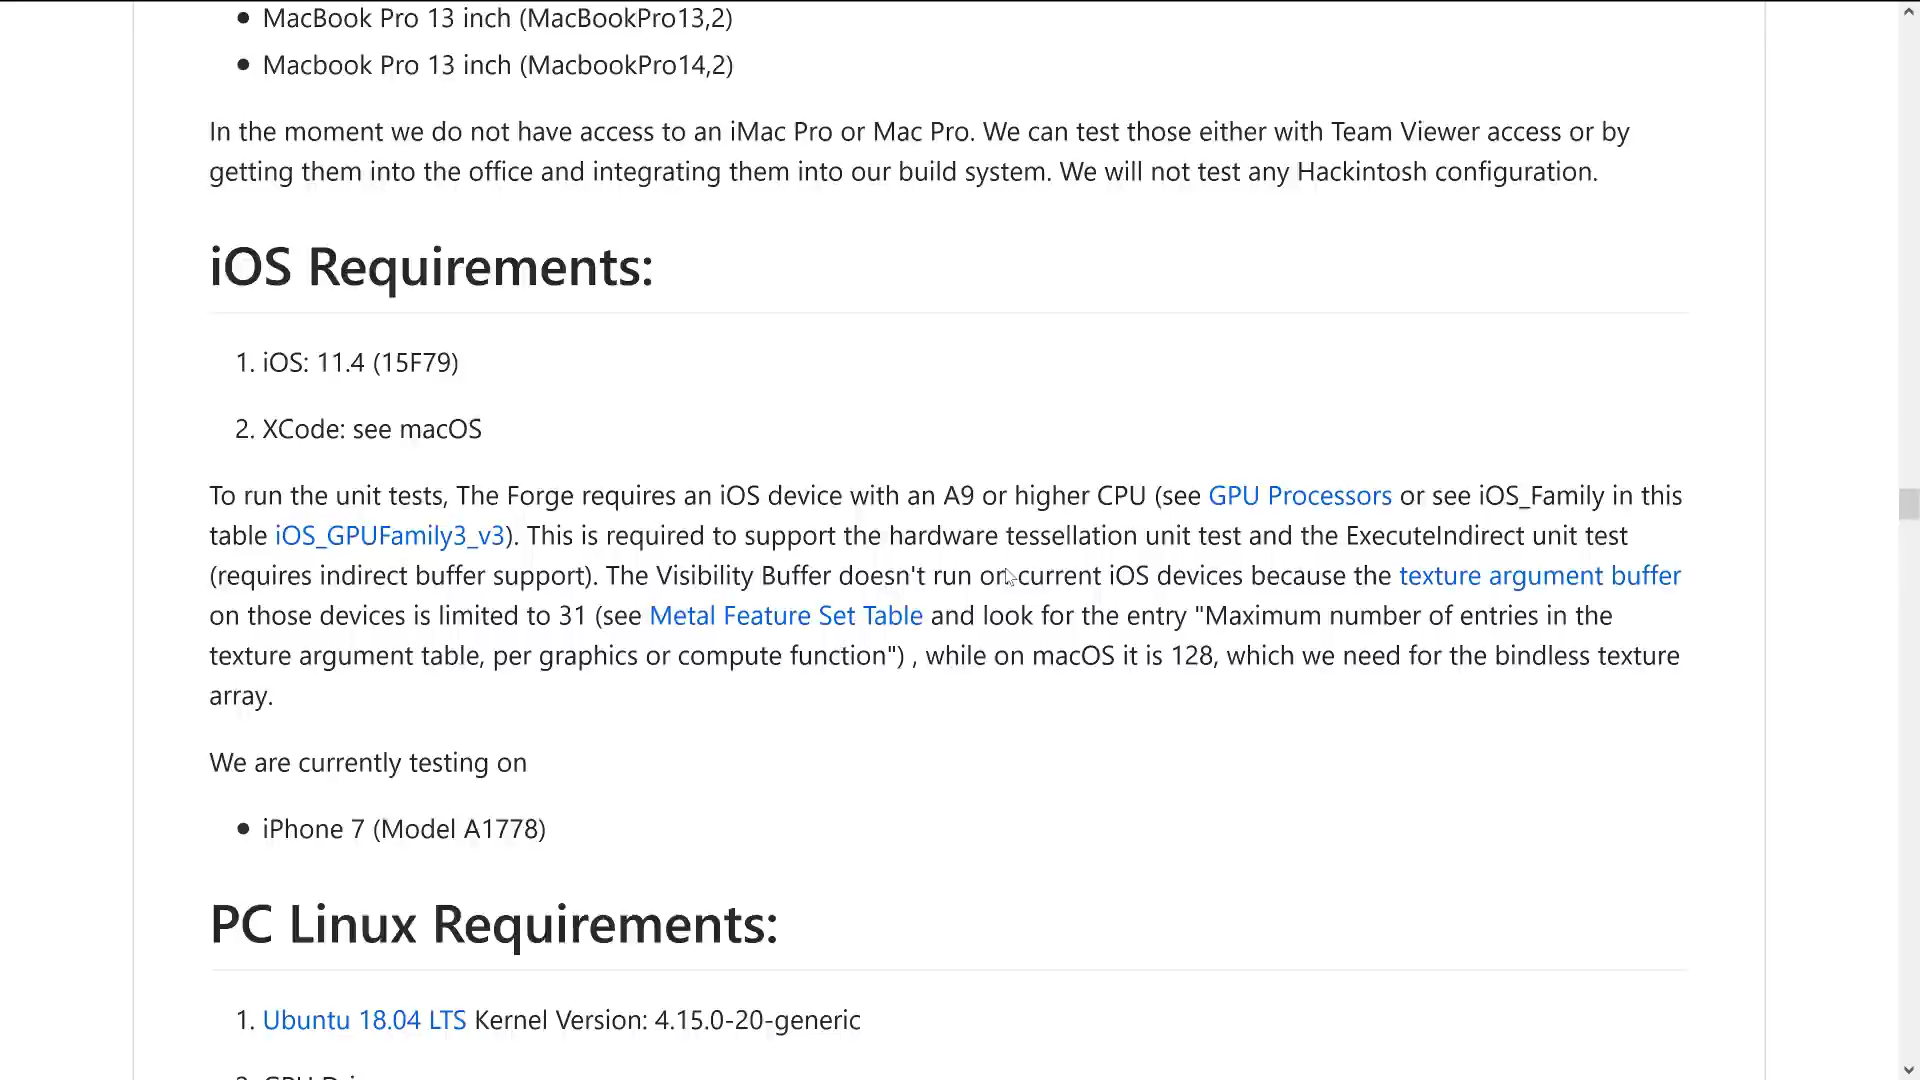 MacBook Pro 13 inch (MacBookPro13,2)
Macbook Pro 13 inch (MacbookPro14,2)
In the moment we do not have access to an iMac Pro or Mac Pro. We can test those either with Team Viewer access or by
getting them into the office and integrating them into our build system. We will not test any Hackintosh configuration.
iOS Requirements:
1. iOS: 11.4 (15F79)
2. XCode: see macOS
To run the unit tests, The Forge requires an iOS device with an A9 or higher CPU (see GPU Processors or see iOS_Family in this
table iOS_GPUFamily3_v3). This is required to support the hardware tessellation unit test and the ExecuteIndirect unit test
(requires indirect buffer support). The Visibility Buffer doesn't run on current iOS devices because the texture argument buffer
on those devices is limited to 31 (see Metal Feature Set Table and look for the entry "Maximum number of entries in the
texture argument table, per graphics or compute function") , while on macOS it is 128, which we need for the bindless texture
array.
We are currently testing on
iPhone 7 (Model A1778)
PC Linux Requirements:
1. Ubuntu 18.04 LTS Kernel Version: 4.15.0-20-generic